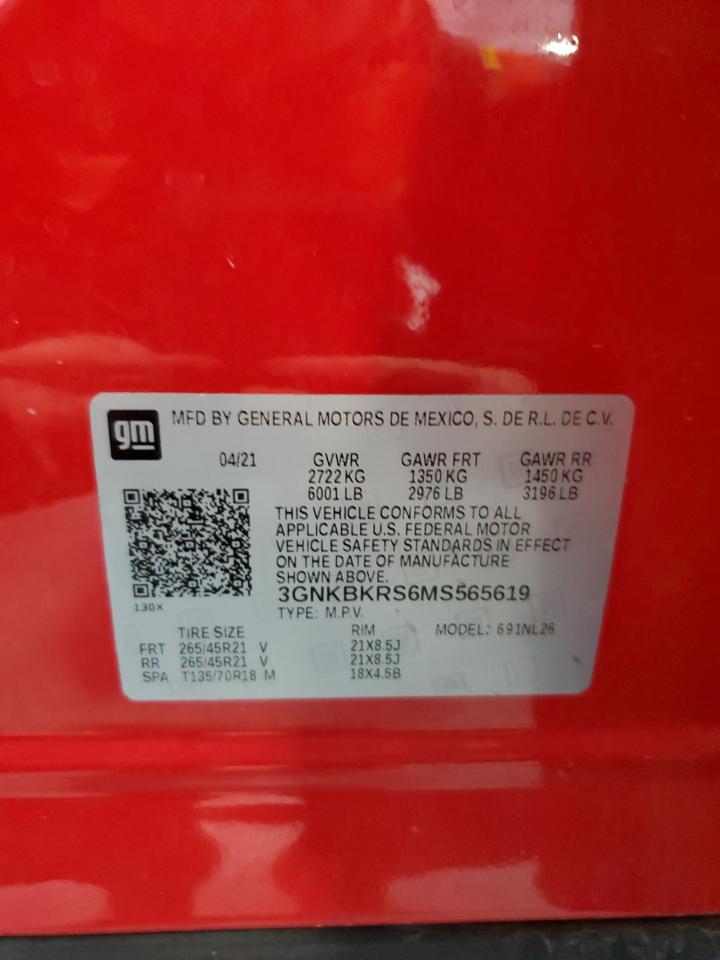 gm
MFD BY GENERAL MOTORS DE MEXICO, S. DE R.L. DE C.V.
04/21 GVWR GAWR FRT GAWR RR
2722 KG 1350 KG 1450 KG
6001 LB 2976 LB 3196 LB
THIS VEHICLE CONFORMS TO ALL
APPLICABLE U.S. FEDERAL MOTOR
VEHICLE SAFETY STANDARDS IN EFFECT
ON THE DATE OF MANUFACTURE
SHOWN ABOVE.
3GNKBKRS6MS565619
130X
TYPE: M.P.V.
TIRE SIZE RIM MODEL: 691NL26
FRT 265/45R21 V 21X8.5J
RR 265/45R21 V 21X8.5J
SPA T135/70R18 M 18X4.5B